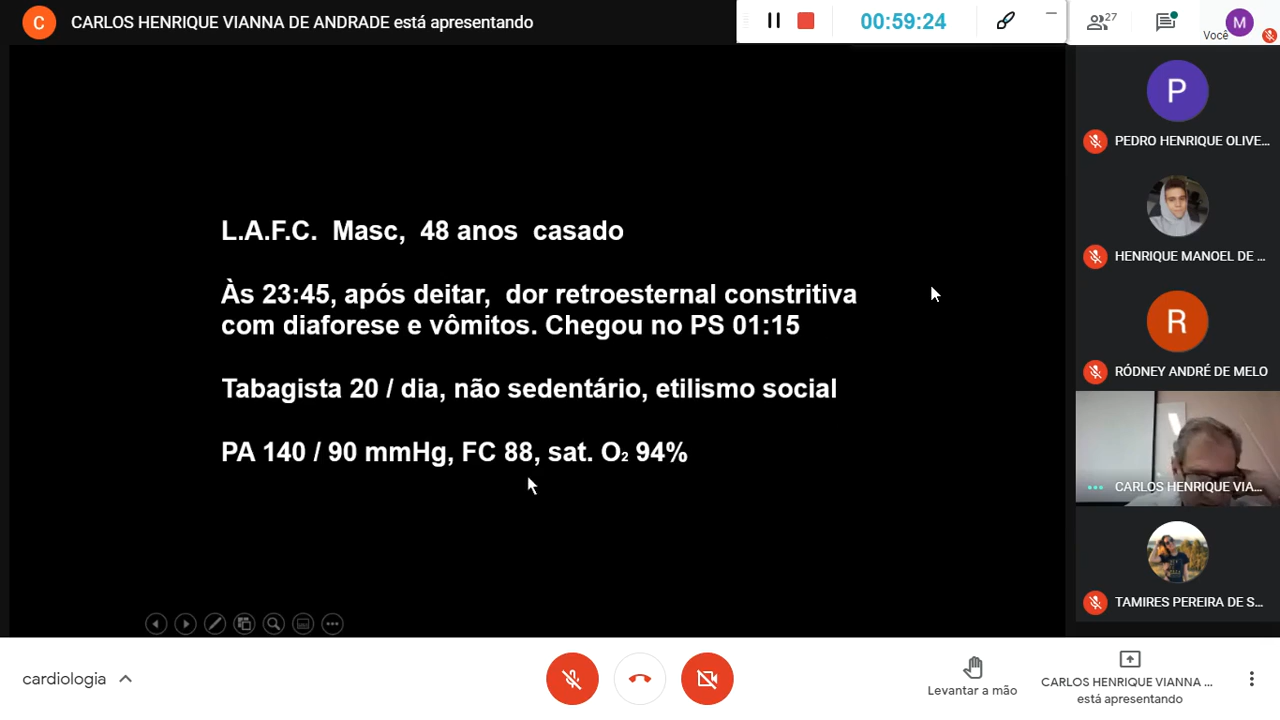 C
CARLOS HENRIQUE VIANNA DE ANDRADE está apresentando
00:59:24
27
Você
M
P
PEDRO HENRIQUE OLIVE...
HENRIQUE MANOEL DE ...
R
RÓDNEY ANDRÉ DE MELO
CARLOS HENRIQUE VIA...
TAMIRES PEREIRA DE S...
L.A.F.C. Masc, 48 anos casado
Às 23:45, após deitar, dor retroesternal constritiva
com diaforese e vômitos. Chegou no PS 01:15
Tabagista 20 / dia, não sedentário, etilismo social
PA 140 / 90 mmHg, FC 88, sat. O₂ 94%
cardiologia
Levantar a mão
CARLOS HENRIQUE VIANNA ...
está apresentando